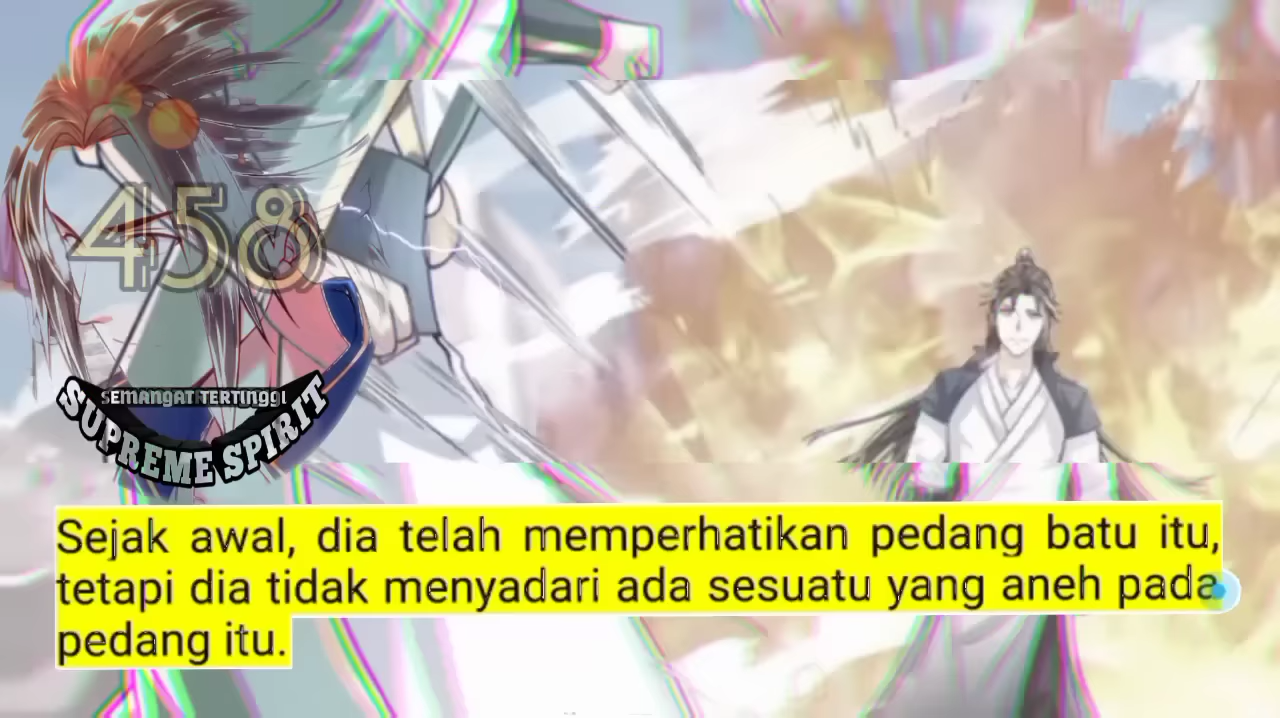 458
SEMANGAT TERTINGGI
SUPREME SPIRIT
Sejak awal, dia telah memperhatikan pedang batu itu,
tetapi dia tidak menyadari ada sesuatu yang aneh pada
pedang itu.